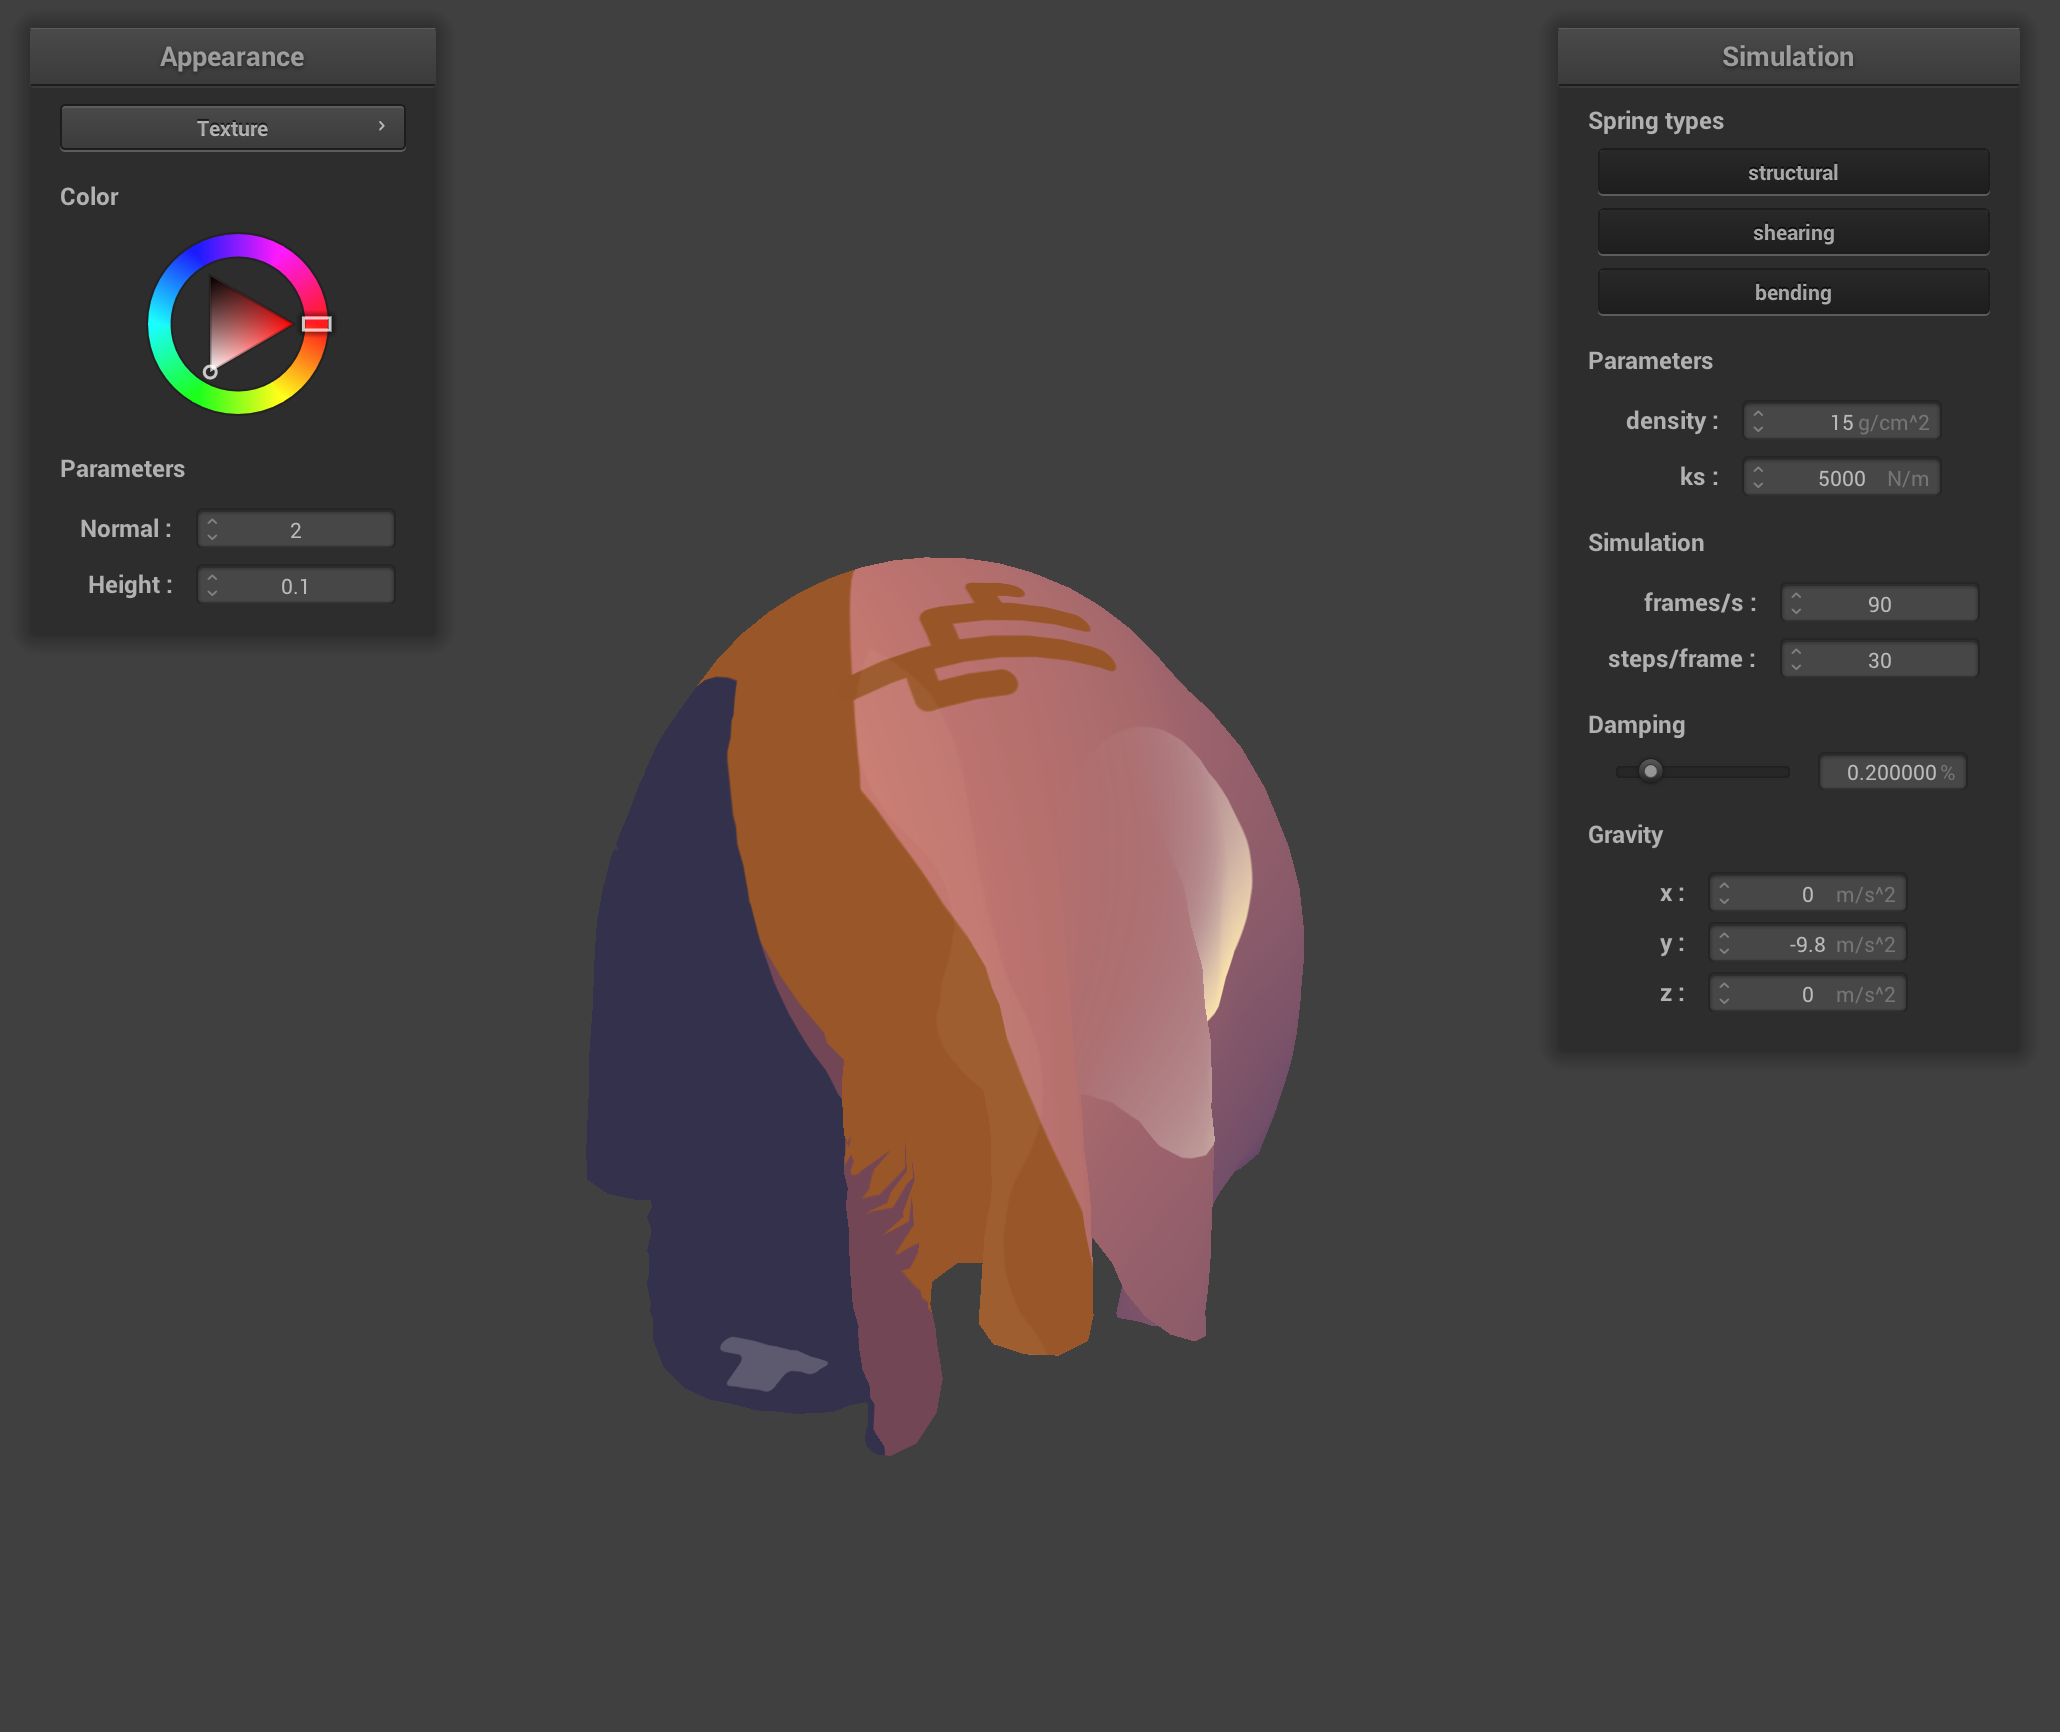 Appearance
Texture
Color
Parameters
Normal : 2
Height : 0.1
Simulation
Spring types
structural
shearing
bending
Parameters
density : 15 g/cm^2
ks : 5000 N/m
Simulation
frames/s : 90
steps/frame : 30
Damping
0.200000 %
Gravity
x : 0 m/s^2
y : -9.8 m/s^2
z : 0 m/s^2